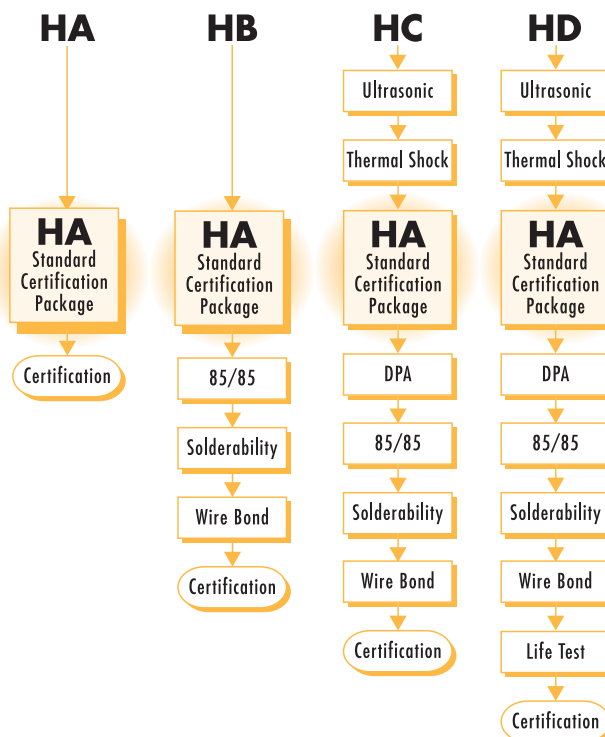 HA
HA
Standard
Certification
Package
Certification
HB
HA
Standard
Certification
Package
85/85
Solderability
Wire Bond
Certification
HC
Ultrasonic
Thermal Shock
HA
Standard
Certification
Package
DPA
85/85
Solderability
Wire Bond
Certification
HD
Ultrasonic
Thermal Shock
HA
Standard
Certification
Package
DPA
85/85
Solderability
Wire Bond
Life Test
Certification